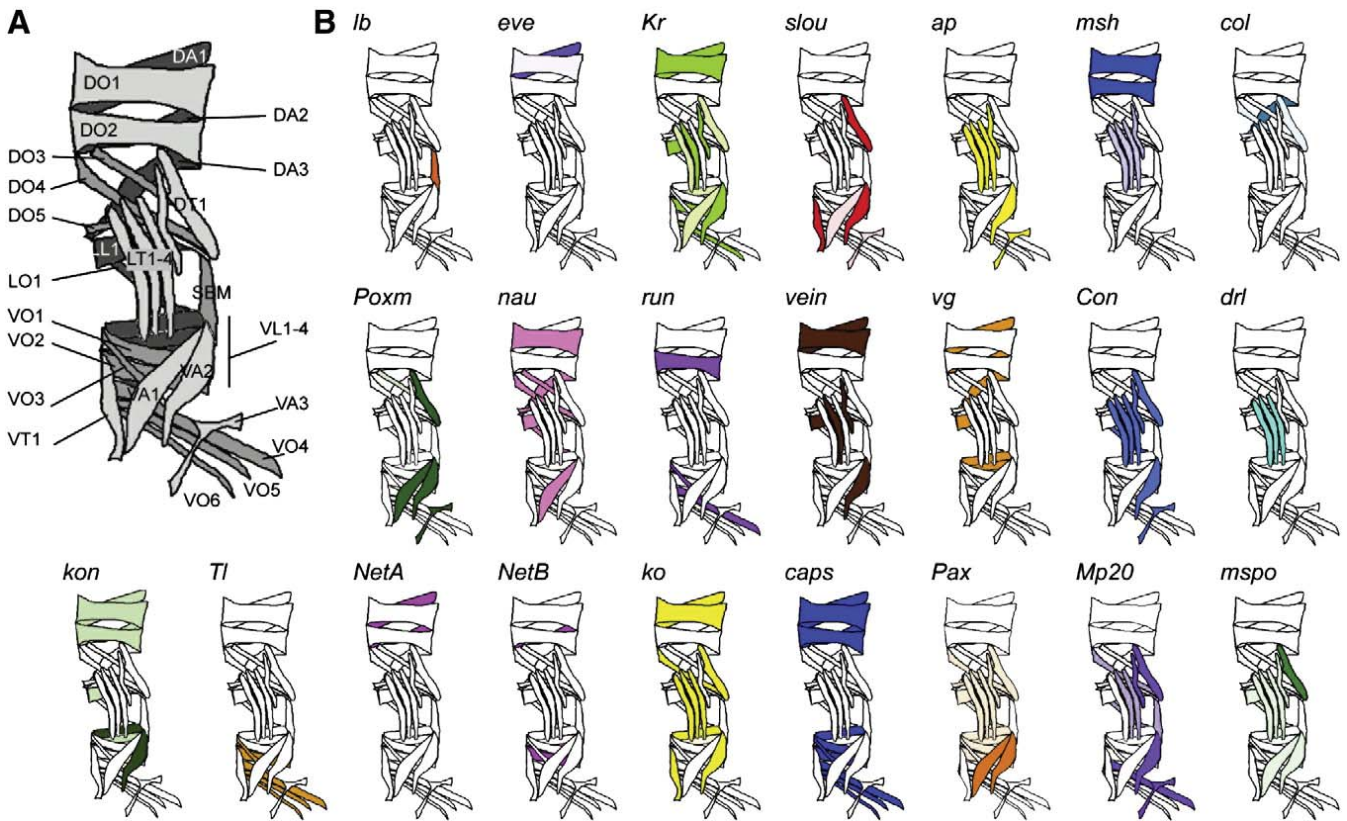 A
DA1
DO1
DA2
DO2
DO3
DA3
DO4
DT1
DO5
LL1
LT1-4
LO1
SBM
VO1
VL1-4
VO2
VA2
VO3
VA1
VA3
VT1
VO4
VO5
VO6
B
lb eve Kr slou ap msh col
Poxm nau run vein vg Con drl
kon Tl NetA NetB ko caps Pax Mp20 mspo